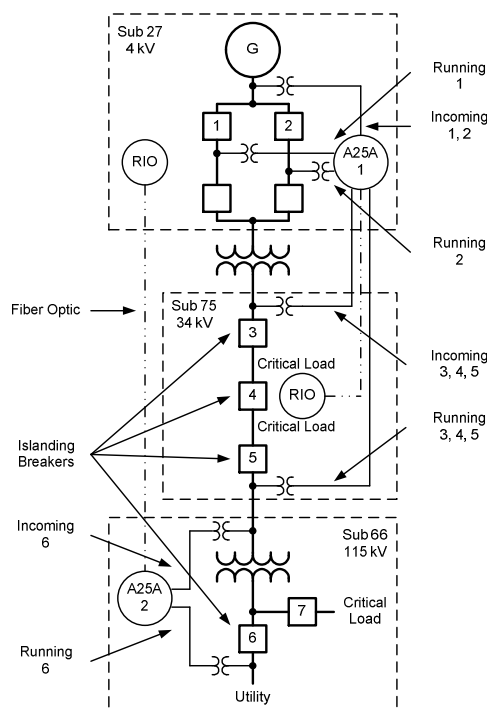 Sub 27
4 kV
G
Running
1
1
2
Incoming
1, 2
RIO
A25A
1
Running
2
Fiber Optic
Sub 75
34 kV
3
Critical Load
Incoming
3, 4, 5
4
RIO
Critical Load
Running
3, 4, 5
Islanding
Breakers
5
Incoming
6
Sub 66
115 kV
A25A
2
7
Critical
Load
6
Running
6
Utility